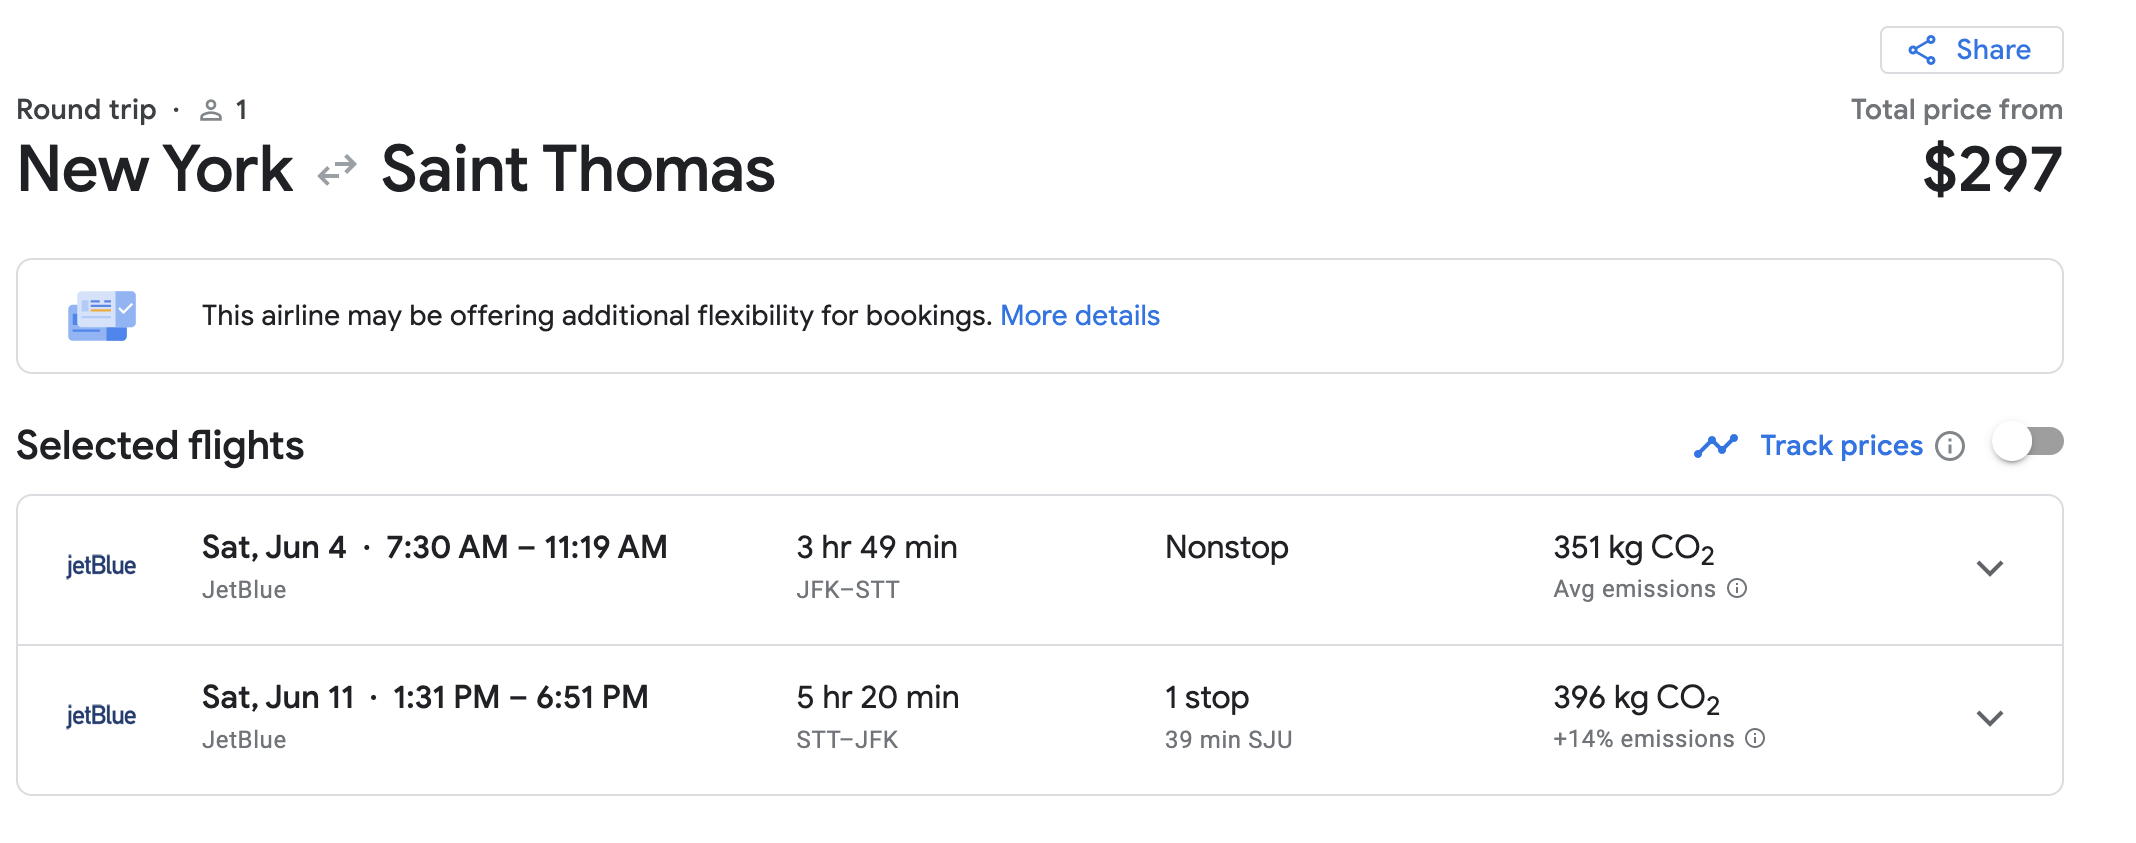 Share
Round trip · 1
Total price from
New York Saint Thomas
$297
This airline may be offering additional flexibility for bookings. More details
Selected flights
Track prices
jetBlue
Sat, Jun 4 · 7:30 AM – 11:19 AM
JetBlue
3 hr 49 min
JFK–STT
Nonstop
351 kg CO2
Avg emissions
jetBlue
Sat, Jun 11 · 1:31 PM – 6:51 PM
JetBlue
5 hr 20 min
STT–JFK
1 stop
39 min SJU
396 kg CO2
+14% emissions